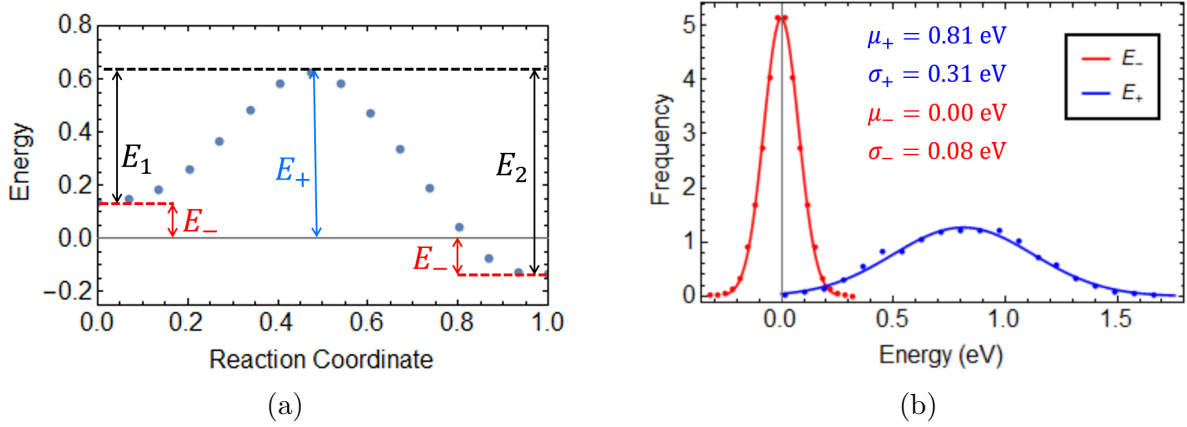 0.8
0.6
0.4
0.2
0.0
−0.2
Energy
E₁
E₊
E₂
E₋
E₋
0.0 0.2 0.4 0.6 0.8 1.0
Reaction Coordinate
(a)
5
4
3
2
1
0
Frequency
μ₊ = 0.81 eV
σ₊ = 0.31 eV
μ₋ = 0.00 eV
σ₋ = 0.08 eV
E₋
E₊
0.0 0.5 1.0 1.5
Energy (eV)
(b)